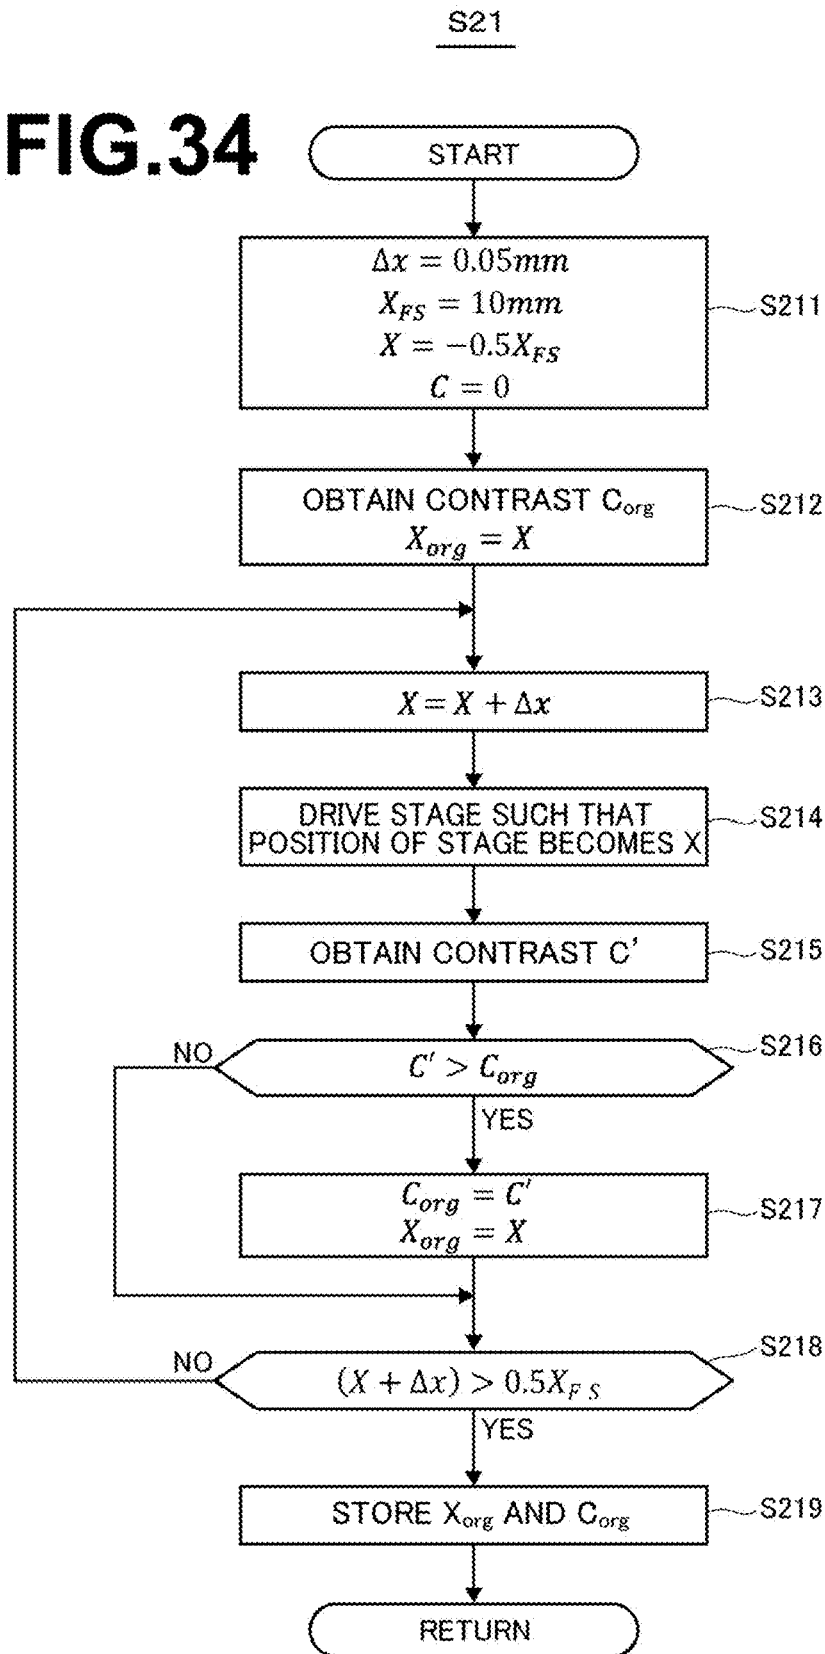 S21
FIG.34
START
Δx = 0.05mm
X_FS = 10mm
X = −0.5X_FS
C = 0
S211
OBTAIN CONTRAST C_org
X_org = X
S212
X = X + Δx
S213
DRIVE STAGE SUCH THAT
POSITION OF STAGE BECOMES X
S214
OBTAIN CONTRAST C'
S215
C' > C_org
S216
NO
YES
C_org = C'
X_org = X
S217
(X + Δx) > 0.5X_F S
S218
NO
YES
STORE X_org AND C_org
S219
RETURN